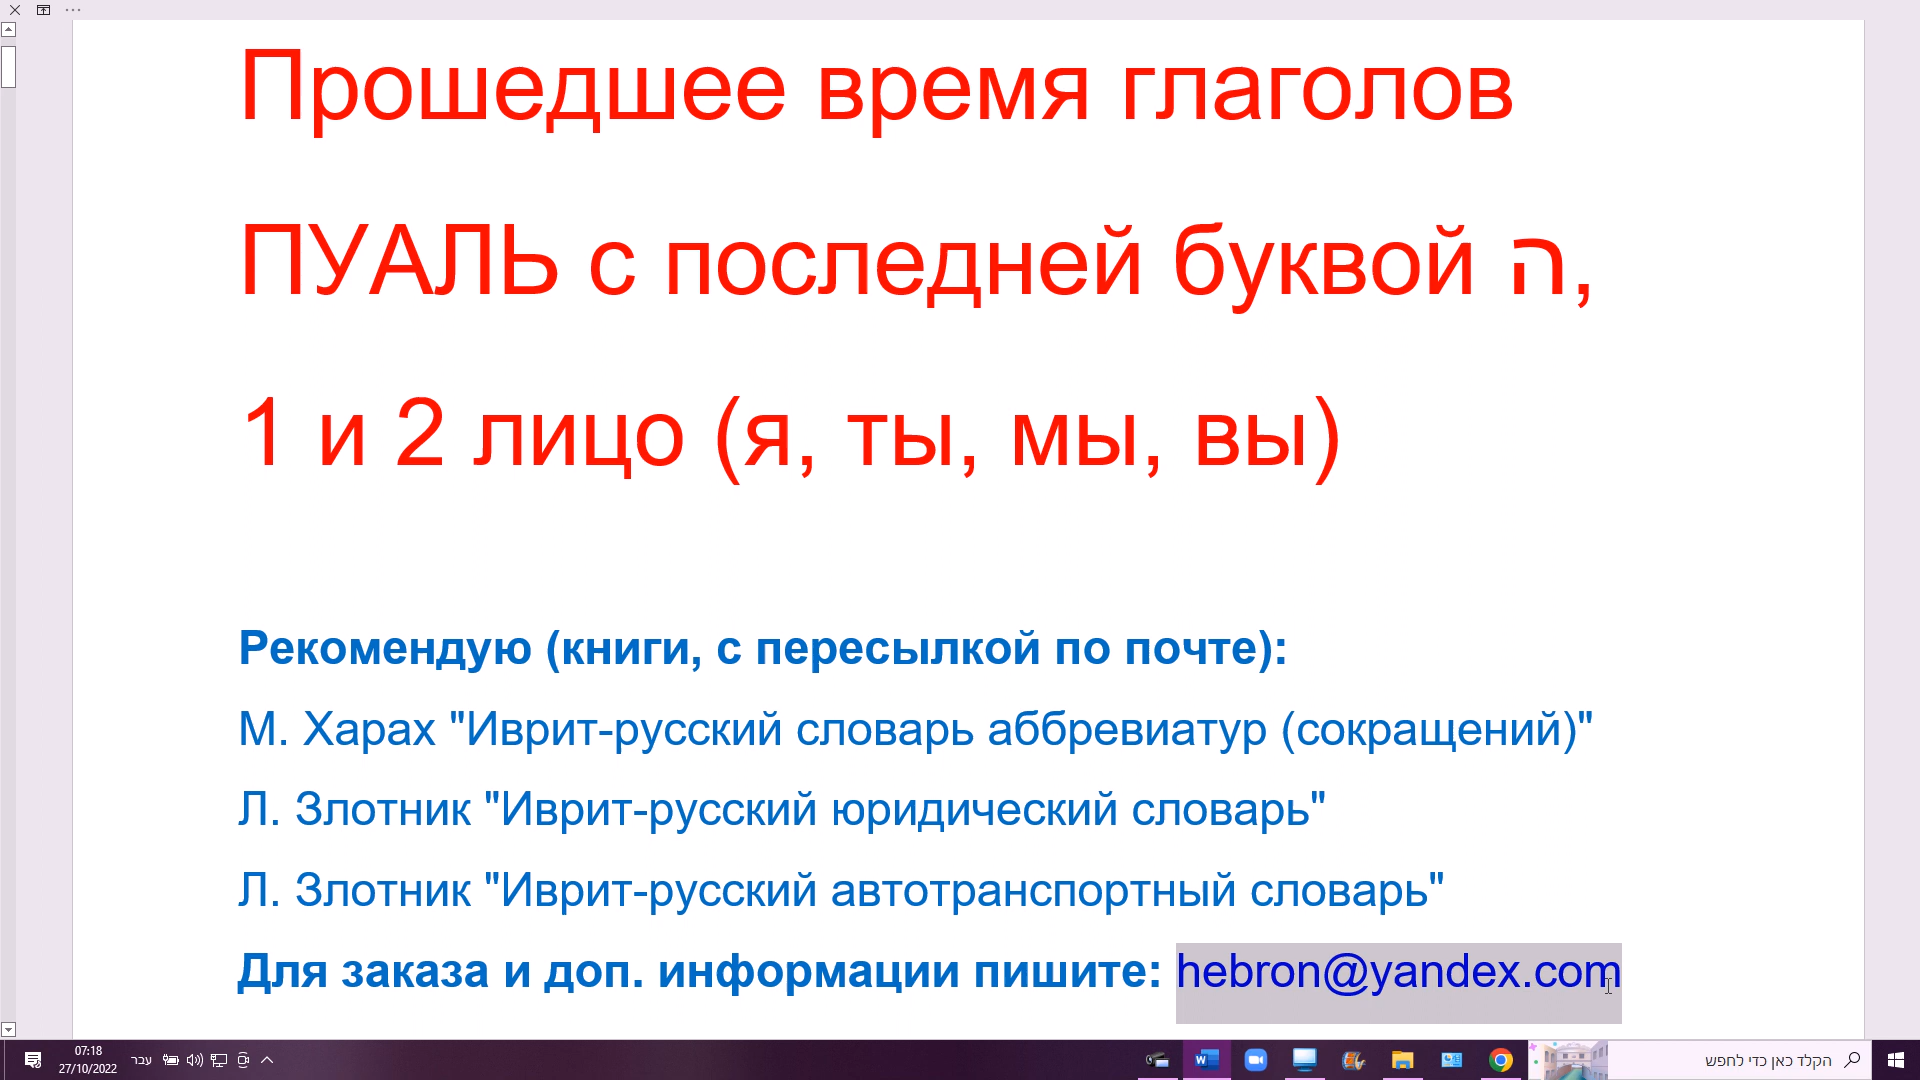 Прошедшее время глаголов
ПУАЛЬ с последней буквой ה,
1 и 2 лицо (я, ты, мы, вы)
Рекомендую (книги, с пересылкой по почте):
М. Харах "Иврит-русский словарь аббревиатур (сокращений)"
Л. Злотник "Иврит-русский юридический словарь"
Л. Злотник "Иврит-русский автотранспортный словарь"
Для заказа и доп. информации пишите: hebron@yandex.com
07:18
27/10/2022
עבר
הקלד כאן כדי לחפש